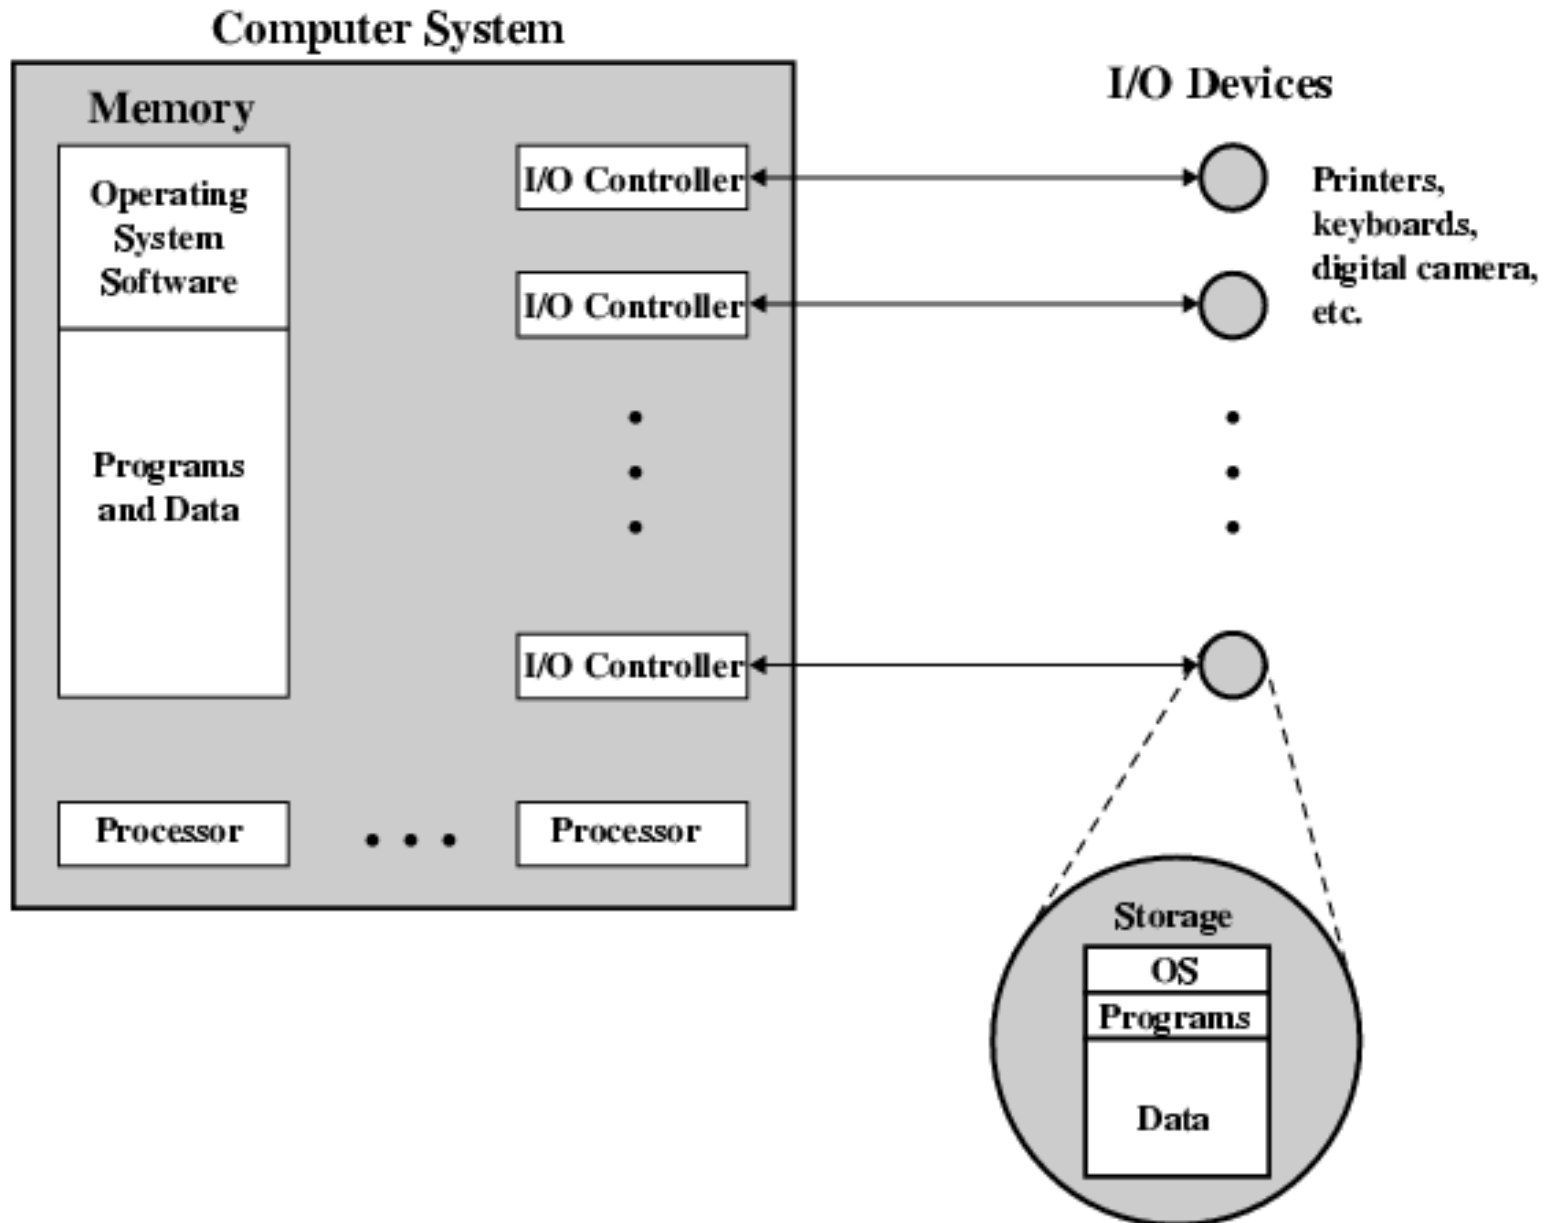 Computer System
I/O Devices
Memory
Operating
System
Software
Programs
and Data
I/O Controller
I/O Controller
I/O Controller
Printers,
keyboards,
digital camera,
etc.
Processor
Processor
Storage
OS
Programs
Data